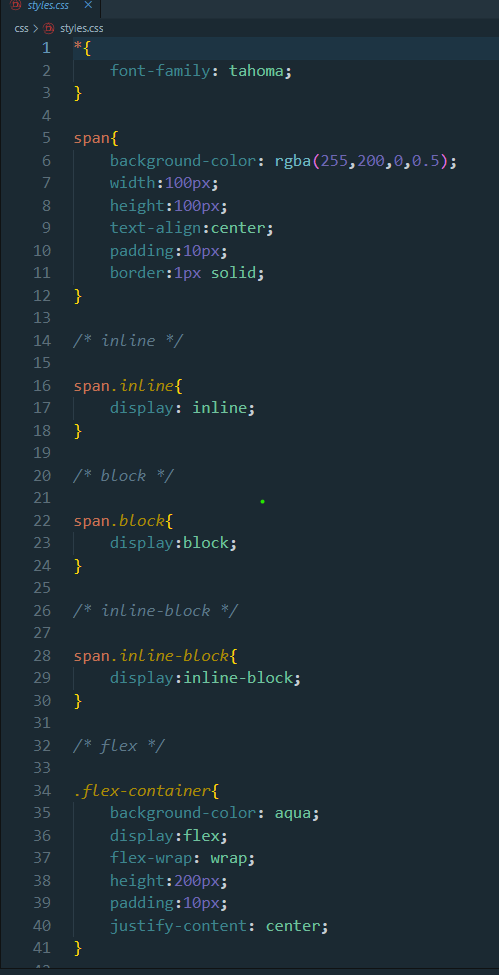 styles.css ×
css > styles.css
1 *{
2 font-family: tahoma;
3 }
4
5 span{
6 background-color: rgba(255,200,0,0.5);
7 width:100px;
8 height:100px;
9 text-align:center;
10 padding:10px;
11 border:1px solid;
12 }
13
14 /* inline */
15
16 span.inline{
17 display: inline;
18 }
19
20 /* block */
21
22 span.block{
23 display:block;
24 }
25
26 /* inline-block */
27
28 span.inline-block{
29 display:inline-block;
30 }
31
32 /* flex */
33
34 .flex-container{
35 background-color: aqua;
36 display:flex;
37 flex-wrap: wrap;
38 height:200px;
39 padding:10px;
40 justify-content: center;
41 }